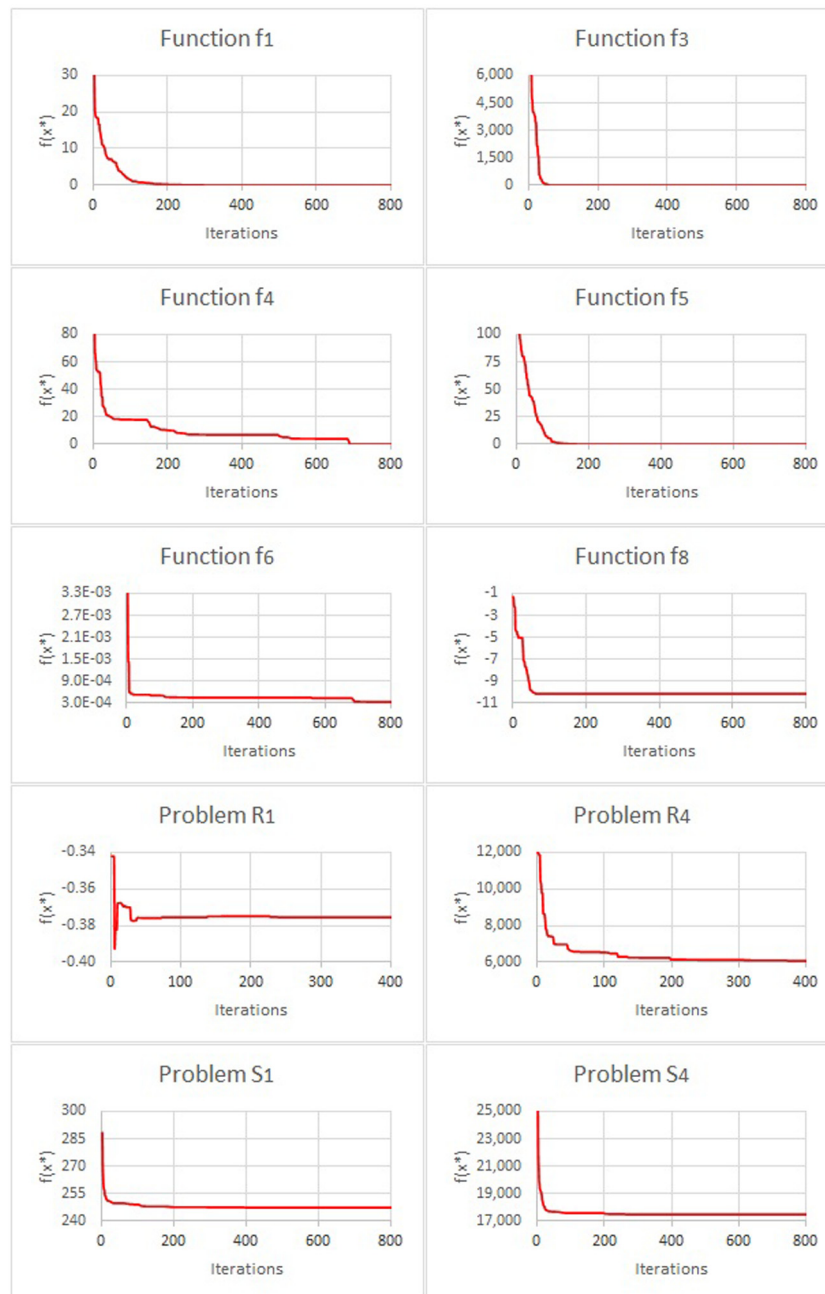 Function f1
f(x*)
30
20
10
0
0 200 400 600 800
Iterations
Function f3
f(x*)
6,000
4,500
3,000
1,500
0
0 200 400 600 800
Iterations
Function f4
f(x*)
80
60
40
20
0
0 200 400 600 800
Iterations
Function f5
f(x*)
100
75
50
25
0
0 200 400 600 800
Iterations
Function f6
f(x*)
3.3E-03
2.7E-03
2.1E-03
1.5E-03
9.0E-04
3.0E-04
0 200 400 600 800
Iterations
Function f8
f(x*)
-1
-3
-5
-7
-9
-11
0 200 400 600 800
Iterations
Problem R1
f(x*)
-0.34
-0.36
-0.38
-0.40
0 100 200 300 400
Iterations
Problem R4
f(x*)
12,000
10,000
8,000
6,000
0 100 200 300 400
Iterations
Problem S1
f(x*)
300
285
270
255
240
0 200 400 600 800
Iterations
Problem S4
f(x*)
25,000
23,000
21,000
19,000
17,000
0 200 400 600 800
Iterations